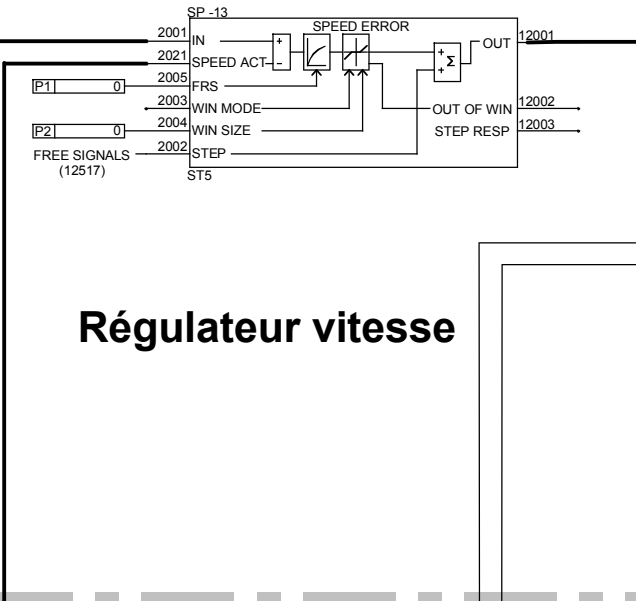 SP -13
SPEED ERROR
2001 IN + OUT 12001
2021 SPEED ACT -
P1 0 2005 FRS + + Σ
2003 WIN MODE OUT OF WIN 12002
P2 0 2004 WIN SIZE STEP RESP 12003
FREE SIGNALS 2002 STEP
(12517)
ST5
Régulateur vitesse